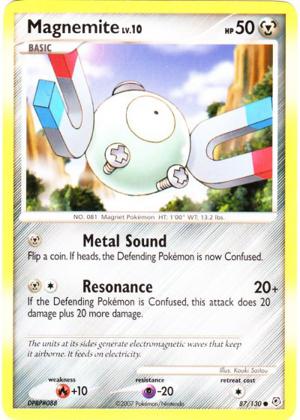 Magnemite LV.10 HP 50
BASIC
NO. 081 Magnet Pokémon HT: 1'00" WT: 13.2 lbs.
Metal Sound
Flip a coin. If heads, the Defending Pokémon is now Confused.
Resonance 20+
If the Defending Pokémon is Confused, this attack does 20
damage plus 20 more damage.
The units at its sides generate electromagnetic waves that keep
it airborne. It feeds on electricity.
Illus. Kouki Saitou
DPBP#088
87/130
weakness resistance retreat cost
+10 -20
©2007 Pokémon/Nintendo